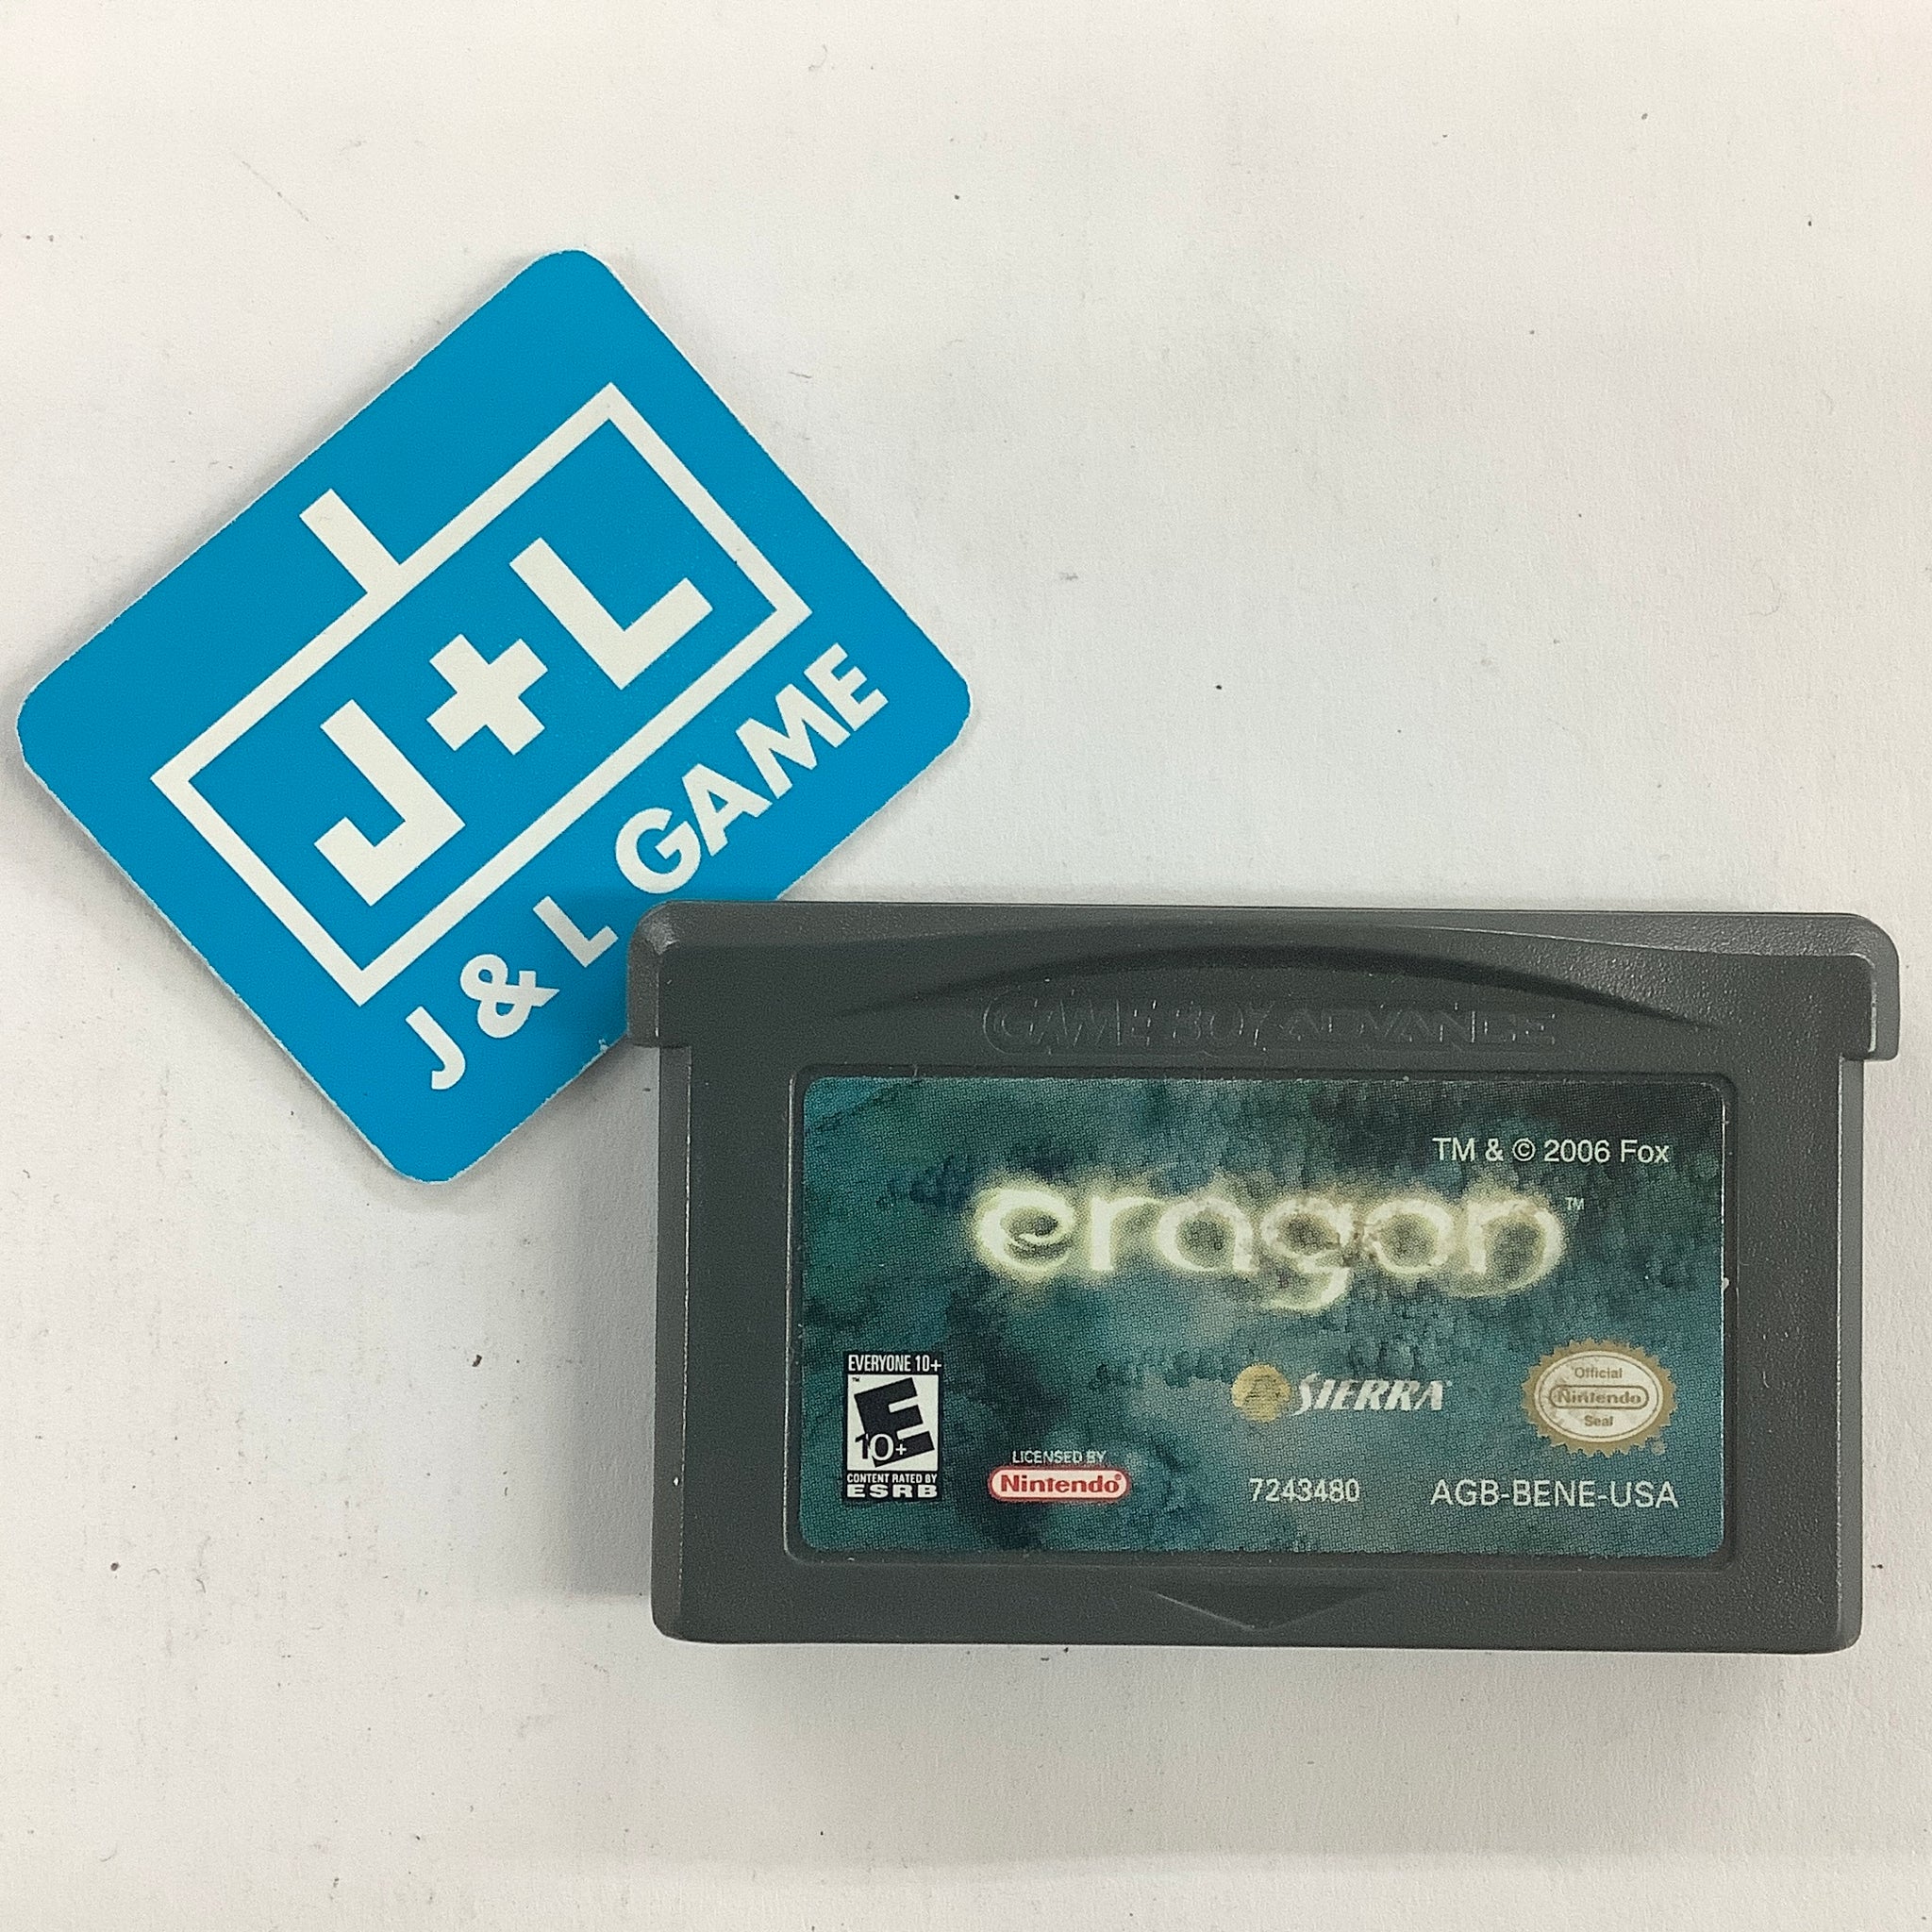 J+L
J & L GAME
GAME BOY ADVANCE
TM & © 2006 Fox
eragon™
EVERYONE 10+
E
10+
™
CONTENT RATED BY
ESRB
LICENSED BY
Nintendo®
SIERRA
7243480
Official
Nintendo
Seal
AGB-BENE-USA